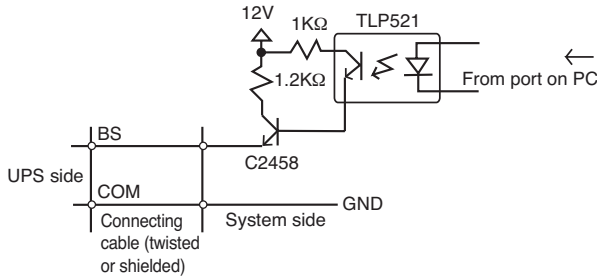 12V
1KΩ
TLP521
1.2KΩ
From port on PC
BS
C2458
UPS side
COM
GND
Connecting
cable (twisted
or shielded)
System side